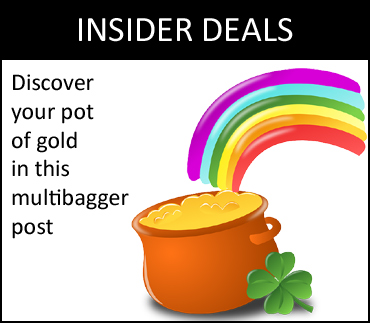 INSIDER DEALS
Discover
your pot
of gold
in this
multibagger
post